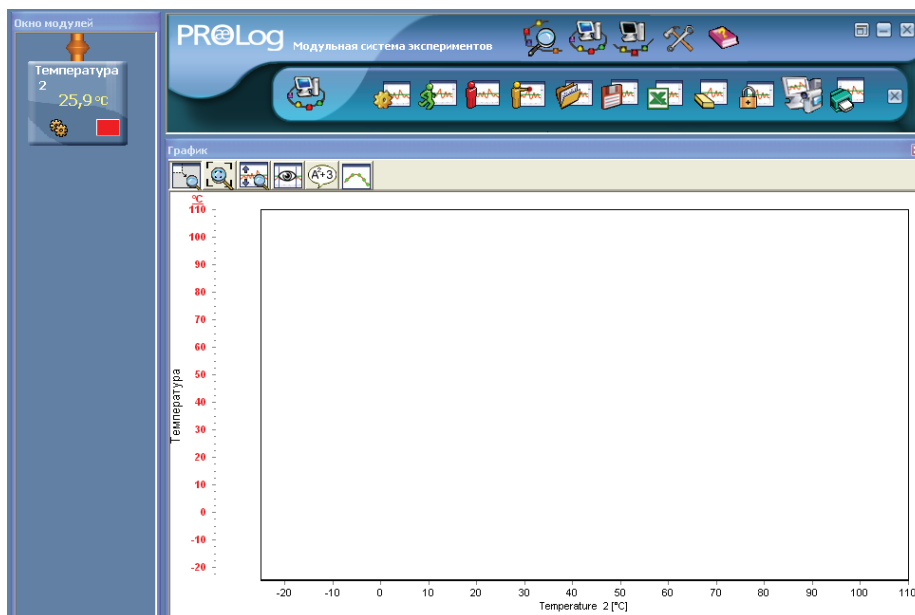 Окно модулей
Температура
2
25,9 °C
PROLog Модульная система экспериментов
График
A+3
°C
110
100
90
80
70
60
50
40
30
20
10
0
-10
-20
Температура
-20 -10 0 10 20 30 40 50 60 70 80 90 100 110
Temperature 2 [°C]